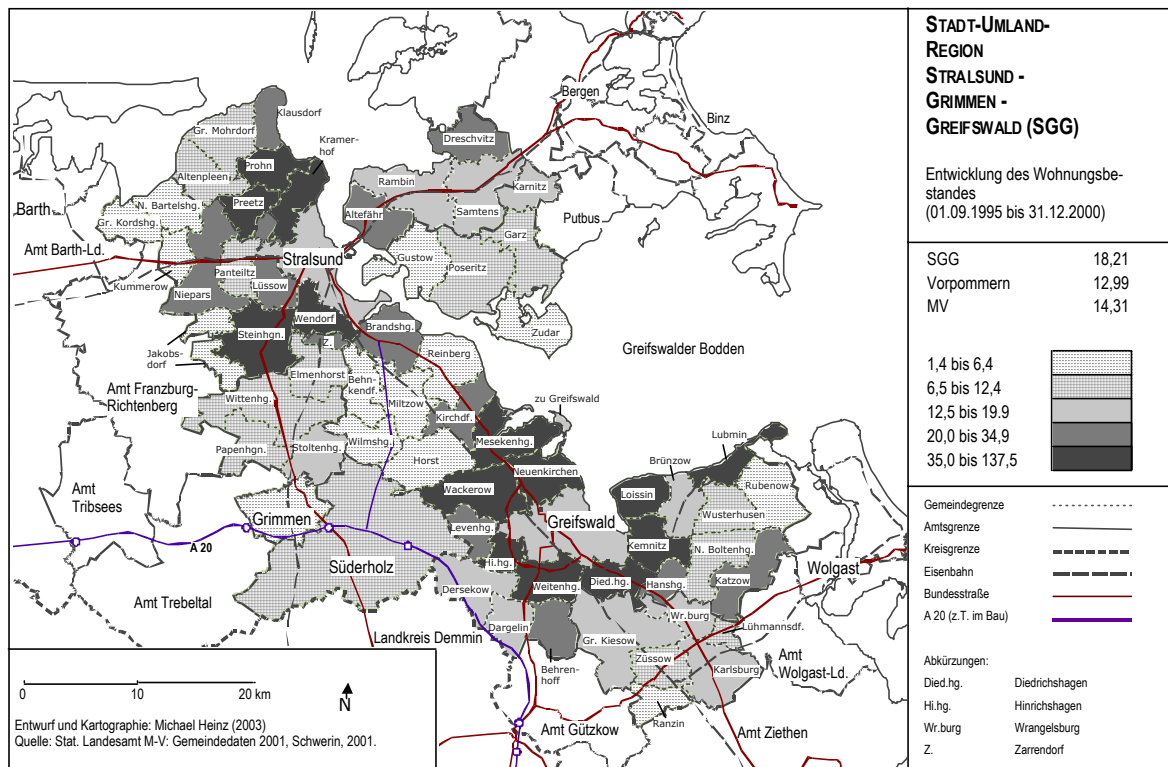 Klausdorf
Gr. Mohrdorf
Kramer-
hof
Prohn
Altenpleen
Preetz
N. Bartelshg.
Gr. Kordshg.
Barth
Amt Barth-Ld.
Stralsund
Panteiltz
Kummerow
Niepars
Lüssow
Wendorf
Steinhgn.
Z.
Brandshg.
Jakobs-
dorf
Reinberg
Elmenhorst
Behn-
kendf.
Amt Franzburg-
Richtenberg
Wittenhg.
Miltzow
Kirchdf.
zu Greifswald
Wilmshg.
Papenhgn.
Stoltenhg.
Mesekenhg.
Horst
Neuenkirchen
Wackerow
Amt
Tribsees
Grimmen
A 20
Levenhg.
Greifswald
Süderholz
Hi.hg.
Amt Trebeltal
Dersekow
Weitenhg.
Died.hg.
Hanshg.
Landkreis Demmin
Dargelin
Gr. Kiesow
Wr.burg
Behren-
hoff
Züssow
Karlsburg
Ranzin
Amt Gützkow
Amt Ziethen
Lühmannsdf.
Amt
Wolgast-Ld.
Wolgast
Katzow
N. Boltenhg.
Kemnitz
Wusterhusen
Rubenow
Loissin
Brünzow
Lubmin
Greifswalder Bodden
Zudar
Poseritz
Gustow
Garz
Putbus
Altefähr
Samtens
Karnitz
Rambin
Dreschvitz
Bergen
Binz
0 10 20 km
N
Entwurf und Kartographie: Michael Heinz (2003)
Quelle: Stat. Landesamt M-V: Gemeindedaten 2001, Schwerin, 2001.
STADT-UMLAND-
REGION
STRALSUND -
GRIMMEN -
GREIFSWALD (SGG)
Entwicklung des Wohnungsbe-
standes
(01.09.1995 bis 31.12.2000)
SGG 18,21
Vorpommern 12,99
MV 14,31
1,4 bis 6,4
6,5 bis 12,4
12,5 bis 19.9
20,0 bis 34,9
35,0 bis 137,5
Gemeindegrenze
Amtsgrenze
Kreisgrenze
Eisenbahn
Bundesstraße
A 20 (z.T. im Bau)
Abkürzungen:
Died.hg. Diedrichshagen
Hi.hg. Hinrichshagen
Wr.burg Wrangelsburg
Z. Zarrendorf